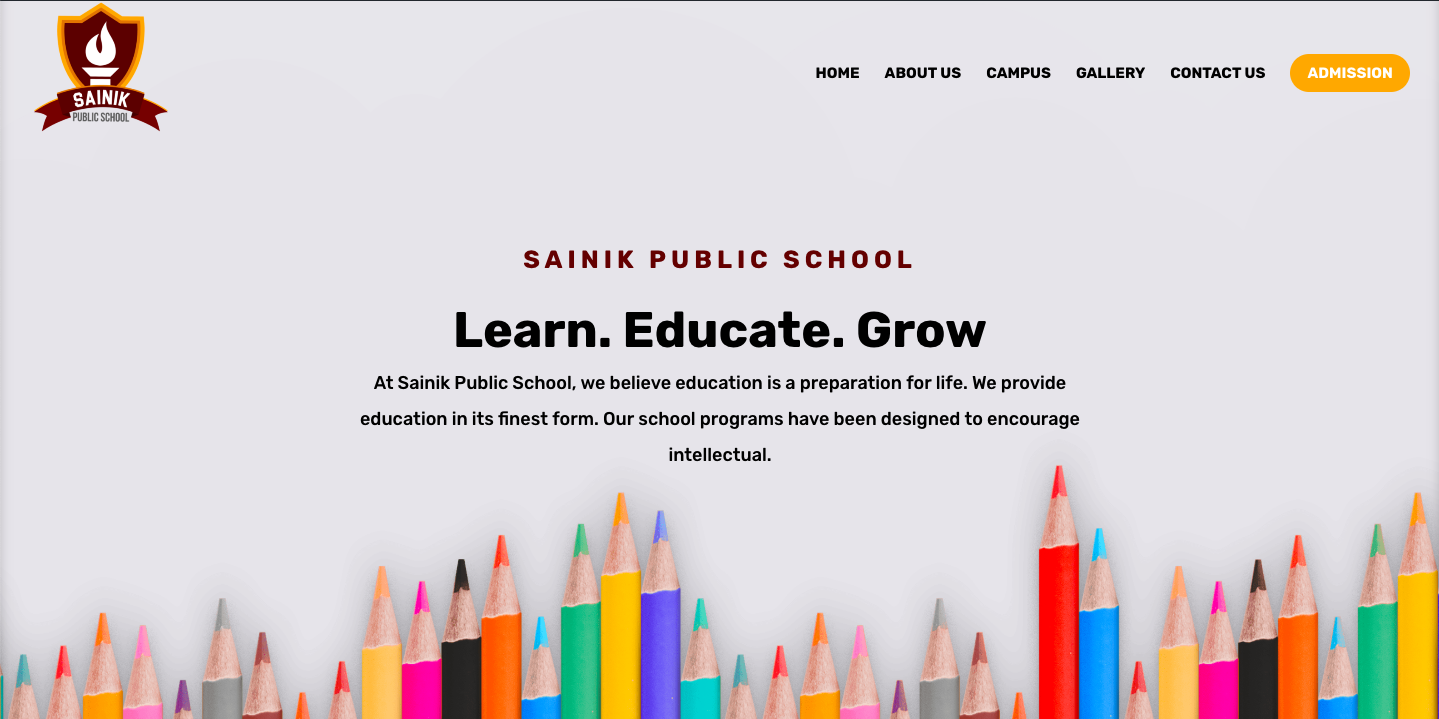 SAINIK
PUBLIC SCHOOL
HOME ABOUT US CAMPUS GALLERY CONTACT US ADMISSION
SAINIK PUBLIC SCHOOL
Learn. Educate. Grow
At Sainik Public School, we believe education is a preparation for life. We provide
education in its finest form. Our school programs have been designed to encourage
intellectual.